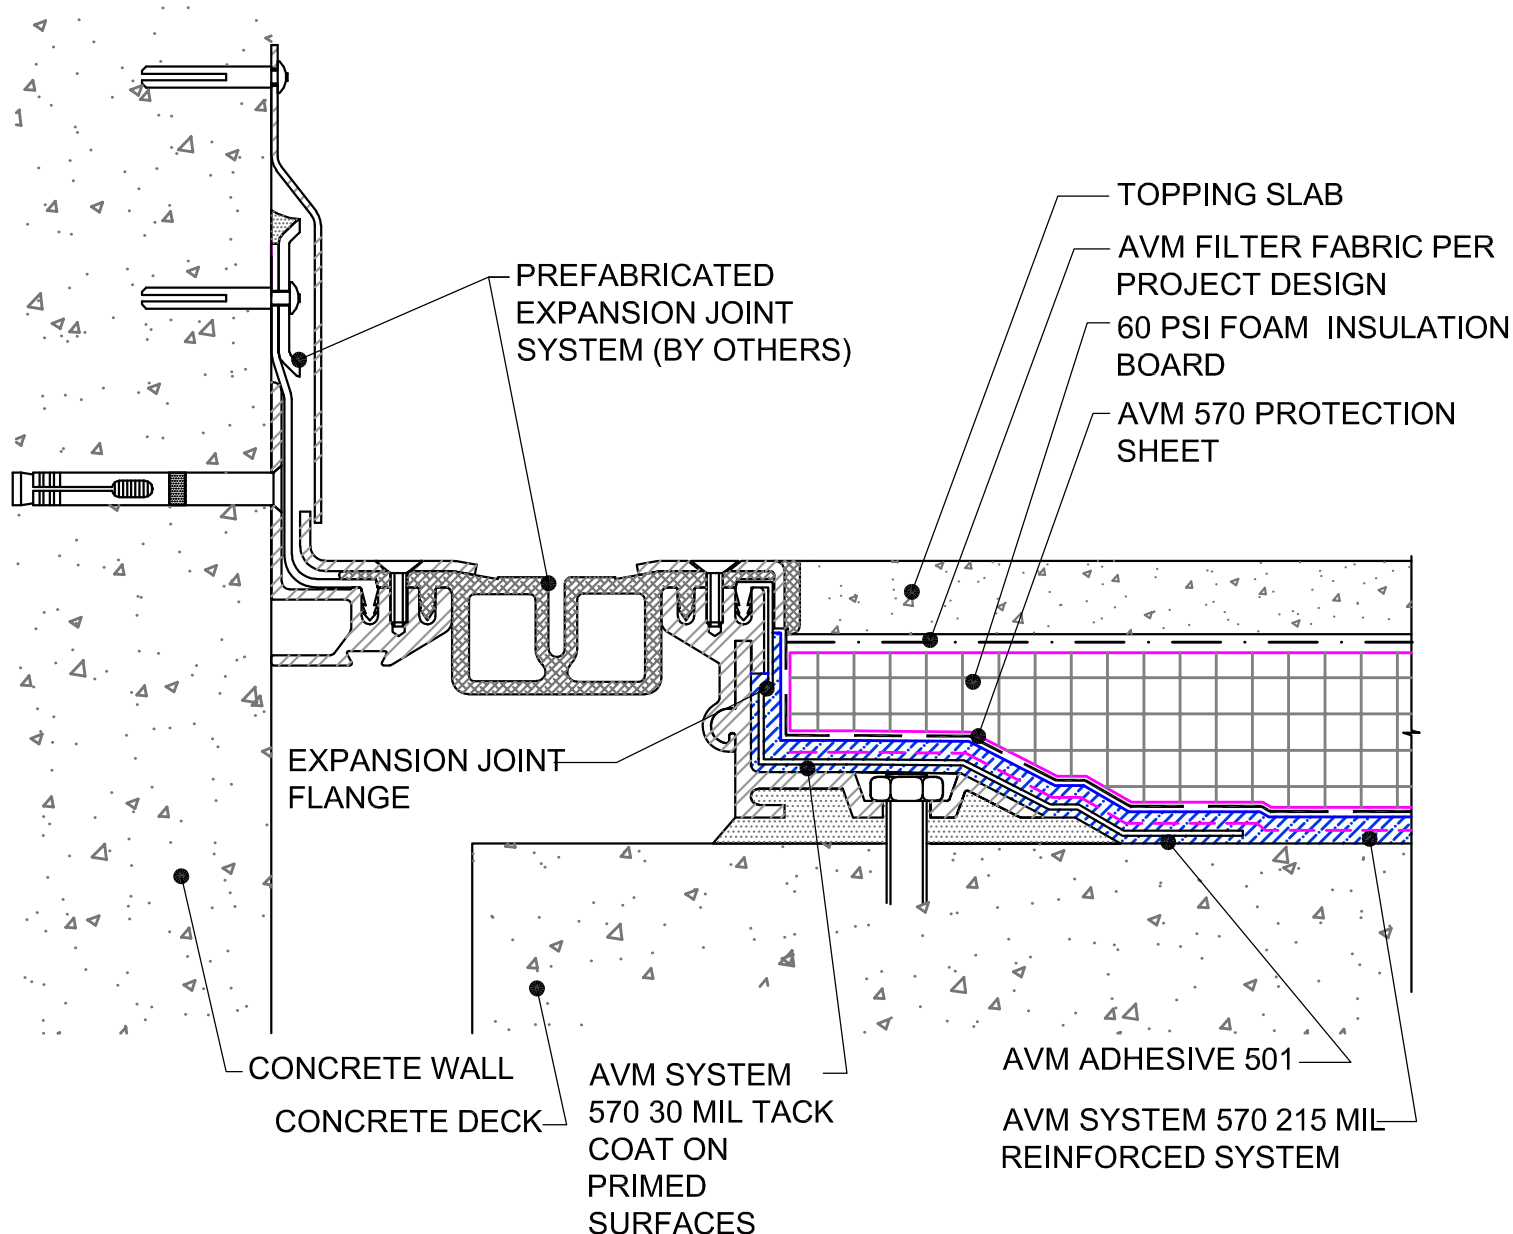 TOPPING SLAB
AVM FILTER FABRIC PER
PROJECT DESIGN
60 PSI FOAM INSULATION
BOARD
AVM 570 PROTECTION
SHEET
PREFABRICATED
EXPANSION JOINT
SYSTEM (BY OTHERS)
EXPANSION JOINT
FLANGE
CONCRETE WALL
CONCRETE DECK
AVM SYSTEM
570 30 MIL TACK
COAT ON
PRIMED
SURFACES
AVM ADHESIVE 501
AVM SYSTEM 570 215 MIL
REINFORCED SYSTEM